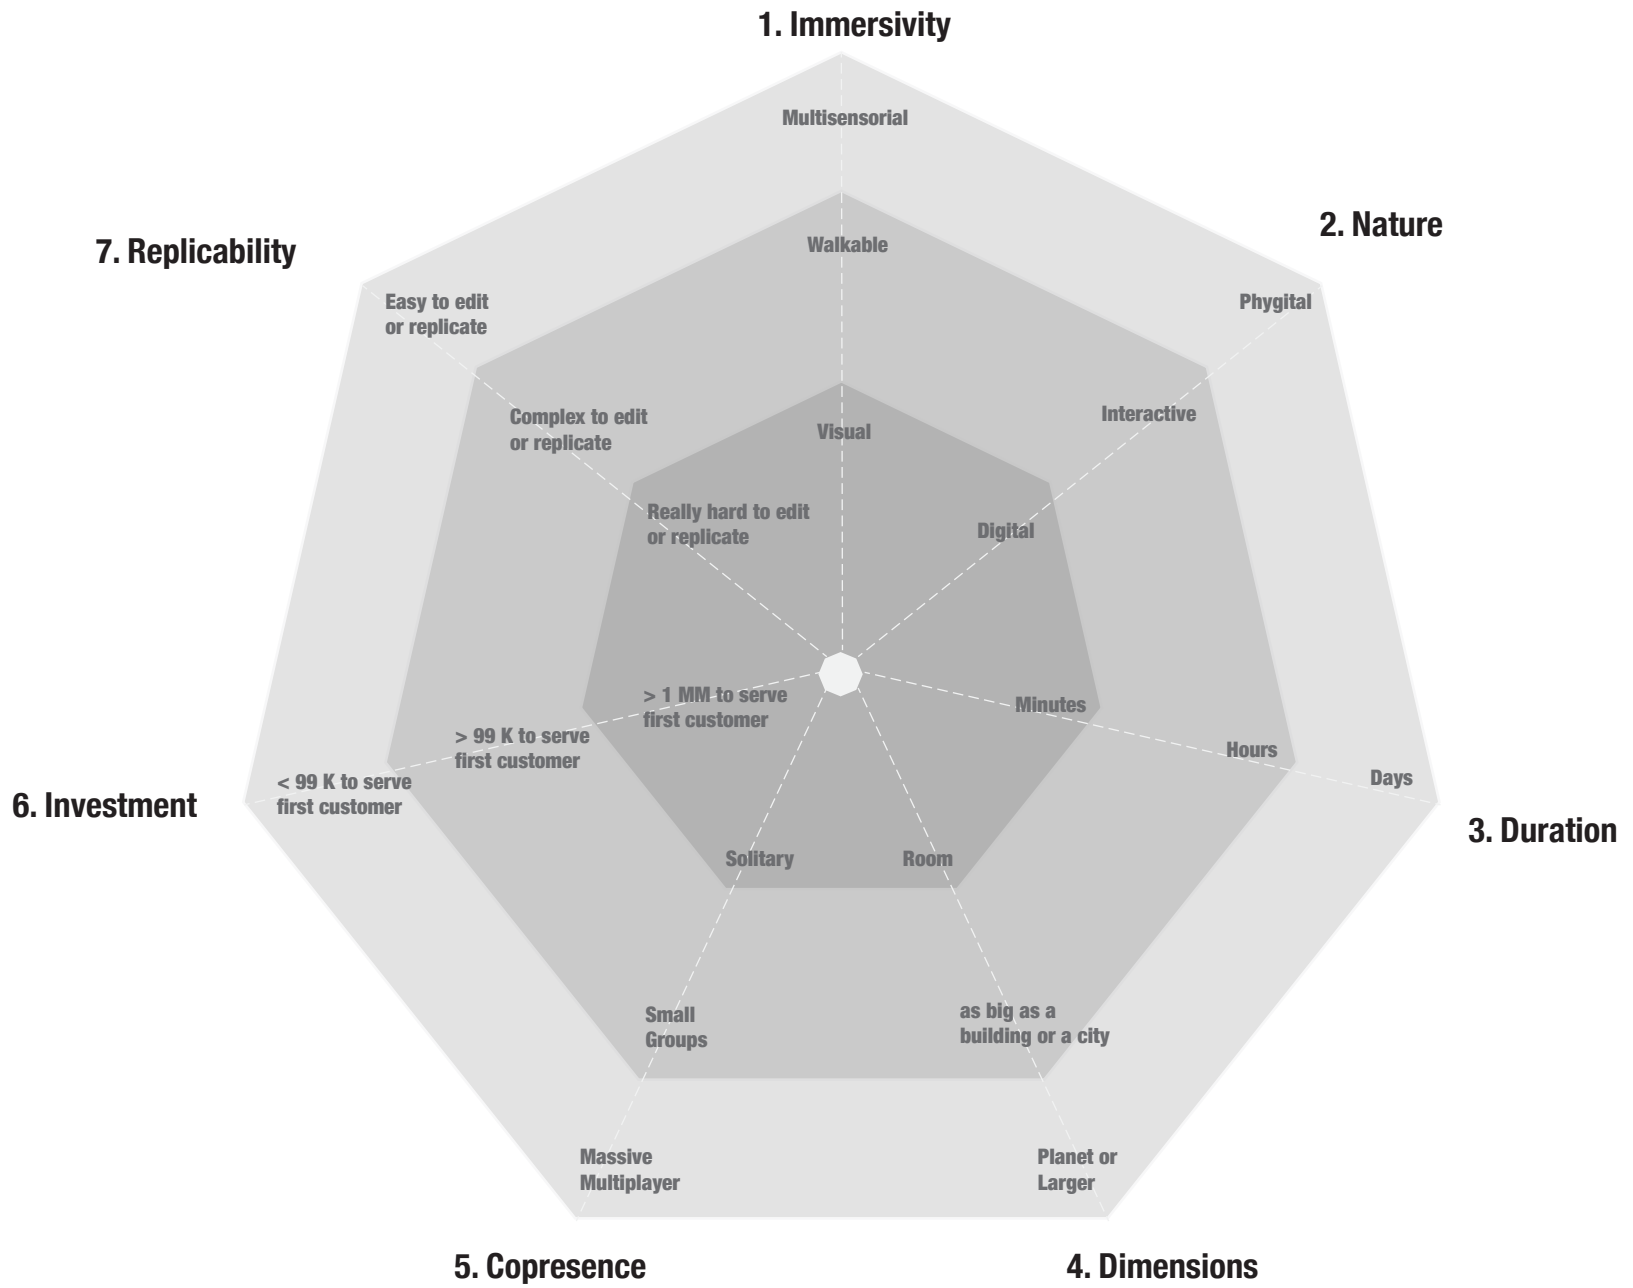 1. Immersivity
Multisensorial
Walkable
Visual
2. Nature
Phygital
Interactive
Digital
3. Duration
Minutes
Hours
Days
4. Dimensions
Room
as big as a
building or a city
Planet or
Larger
5. Copresence
Solitary
Small
Groups
Massive
Multiplayer
6. Investment
> 1 MM to serve
first customer
> 99 K to serve
first customer
< 99 K to serve
first customer
7. Replicability
Easy to edit
or replicate
Complex to edit
or replicate
Really hard to edit
or replicate